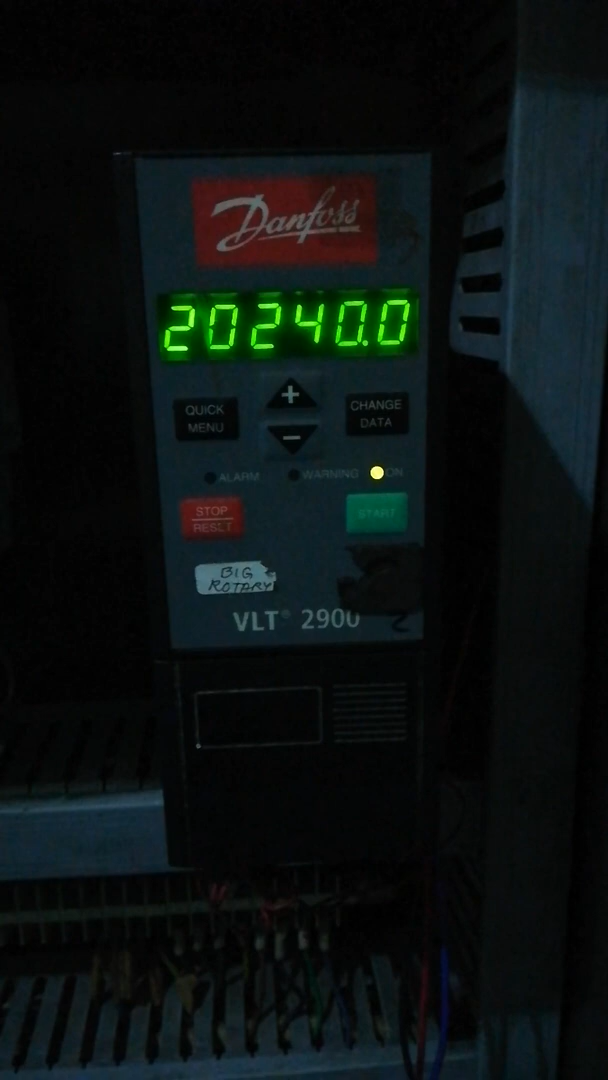 Danfoss
20240.0
QUICK
MENU
+
−
CHANGE
DATA
ALARM
WARNING
ON
STOP
RESET
START
BIG
ROTARY
VLT® 2900